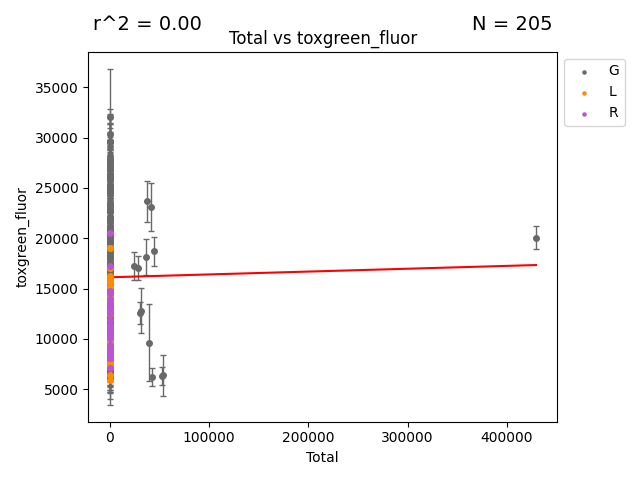 r^2 = 0.00
N = 205
Total vs toxgreen_fluor
35000
30000
25000
20000
15000
10000
5000
toxgreen_fluor
0
100000
200000
300000
400000
Total
G
L
R